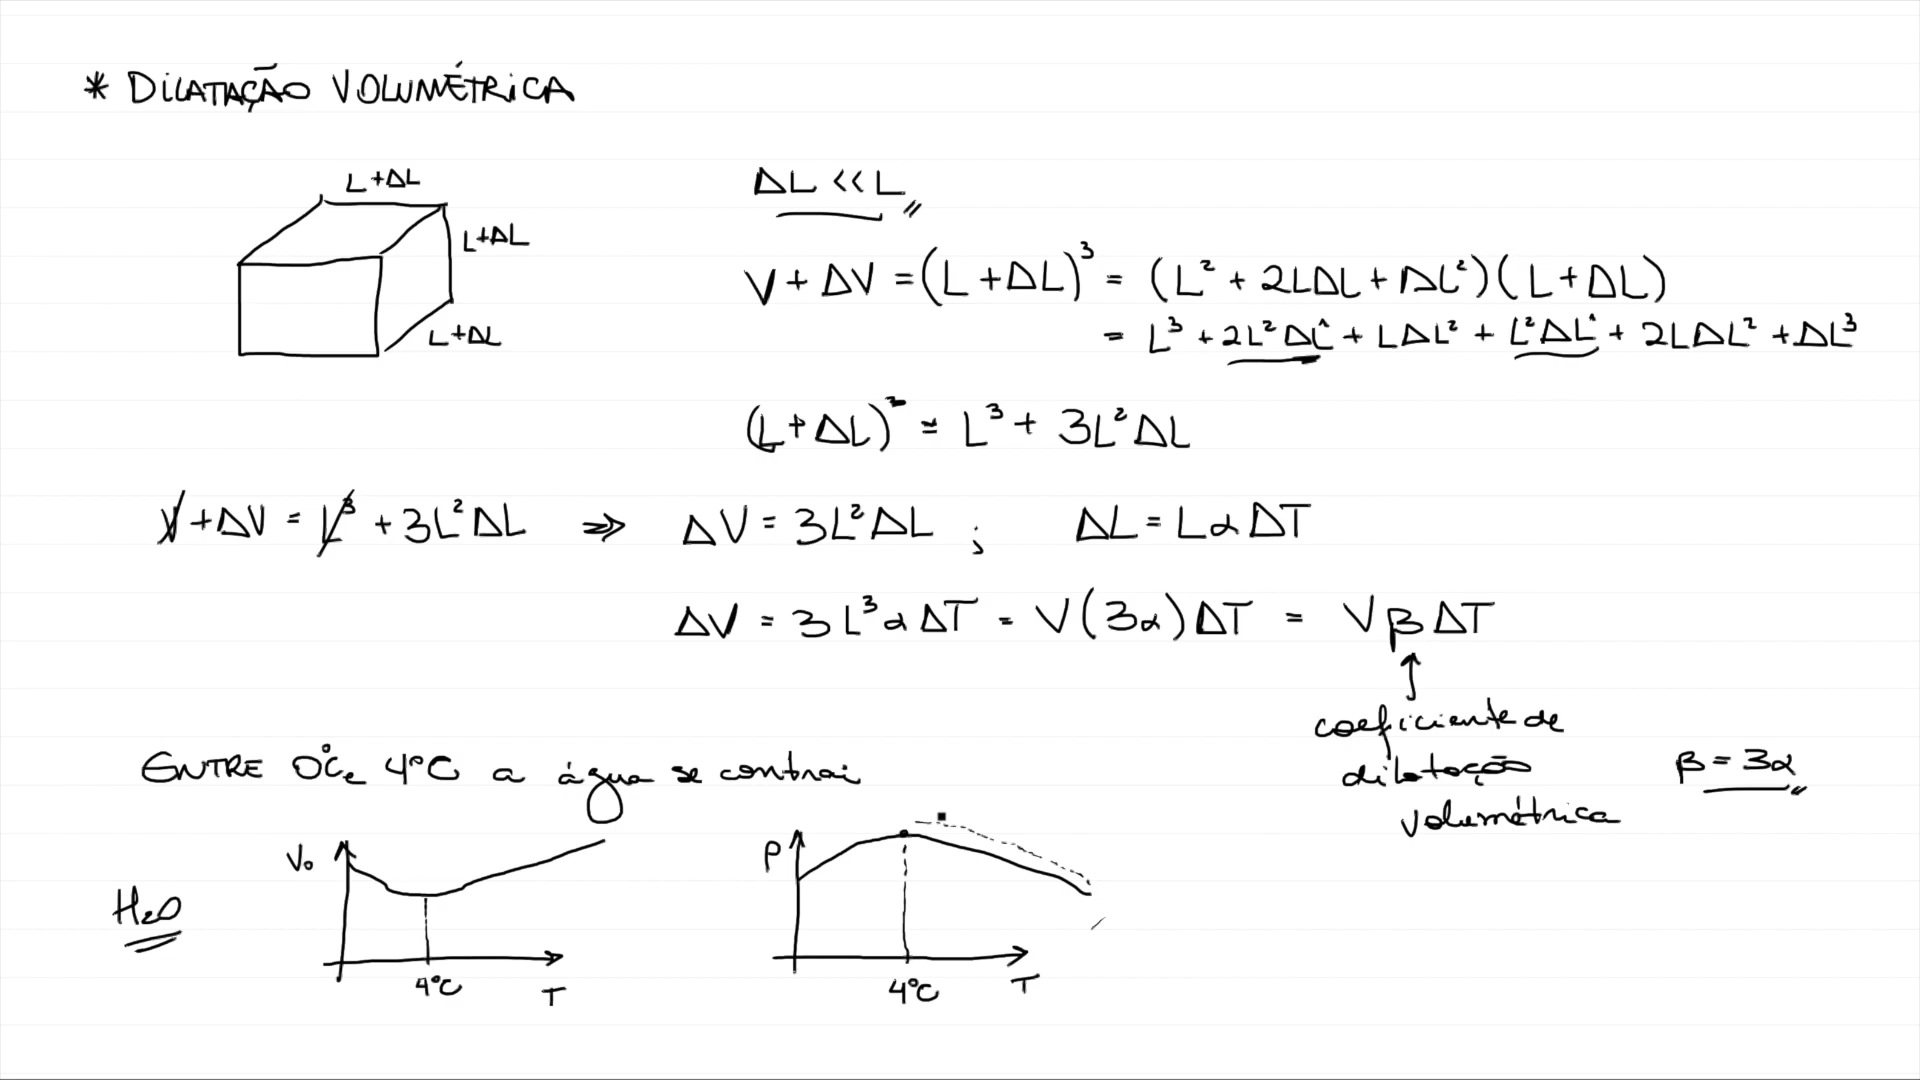 * DILATAÇÃO VOLUMÉTRICA
L+ΔL
L+ΔL
L+ΔL
ΔL << L
V + ΔV = (L + ΔL)³ = (L² + 2LΔL + ΔL²)(L + ΔL)
= L³ + 2L²ΔL¹ + LΔL² + L²ΔL¹ + 2LΔL² + ΔL³
(L + ΔL)³ = L³ + 3L²ΔL
V + ΔV = L³ + 3L²ΔL ⇒ ΔV = 3L²ΔL ; ΔL = LαΔT
ΔV = 3L³αΔT = V(3α)ΔT = VβΔT
coeficiente de
dilatação
volumétrica
β = 3α
ENTRE 0°C e 4°C a água se contrai
H₂O
V₀
4°C
T
ρ
4°C
T